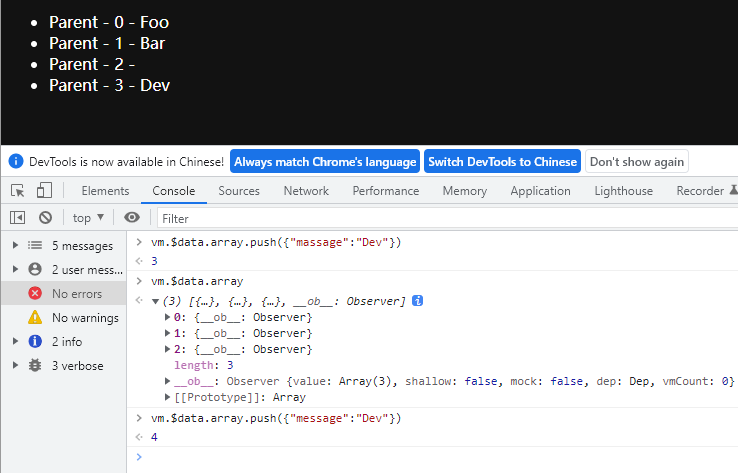 Parent - 0 - Foo
Parent - 1 - Bar
Parent - 2 -
Parent - 3 - Dev
DevTools is now available in Chinese! Always match Chrome's language Switch DevTools to Chinese Don't show again
Elements Console Sources Network Performance Memory Application Lighthouse Recorder
top Filter
5 messages
2 user mess...
No errors
No warnings
2 info
3 verbose
vm.$data.array.push({"massage":"Dev"})
3
vm.$data.array
(3) [{…}, {…}, {…}, __ob__: Observer]
0: {__ob__: Observer}
1: {__ob__: Observer}
2: {__ob__: Observer}
length: 3
__ob__: Observer {value: Array(3), shallow: false, mock: false, dep: Dep, vmCount: 0}
[[Prototype]]: Array
vm.$data.array.push({"message":"Dev"})
4